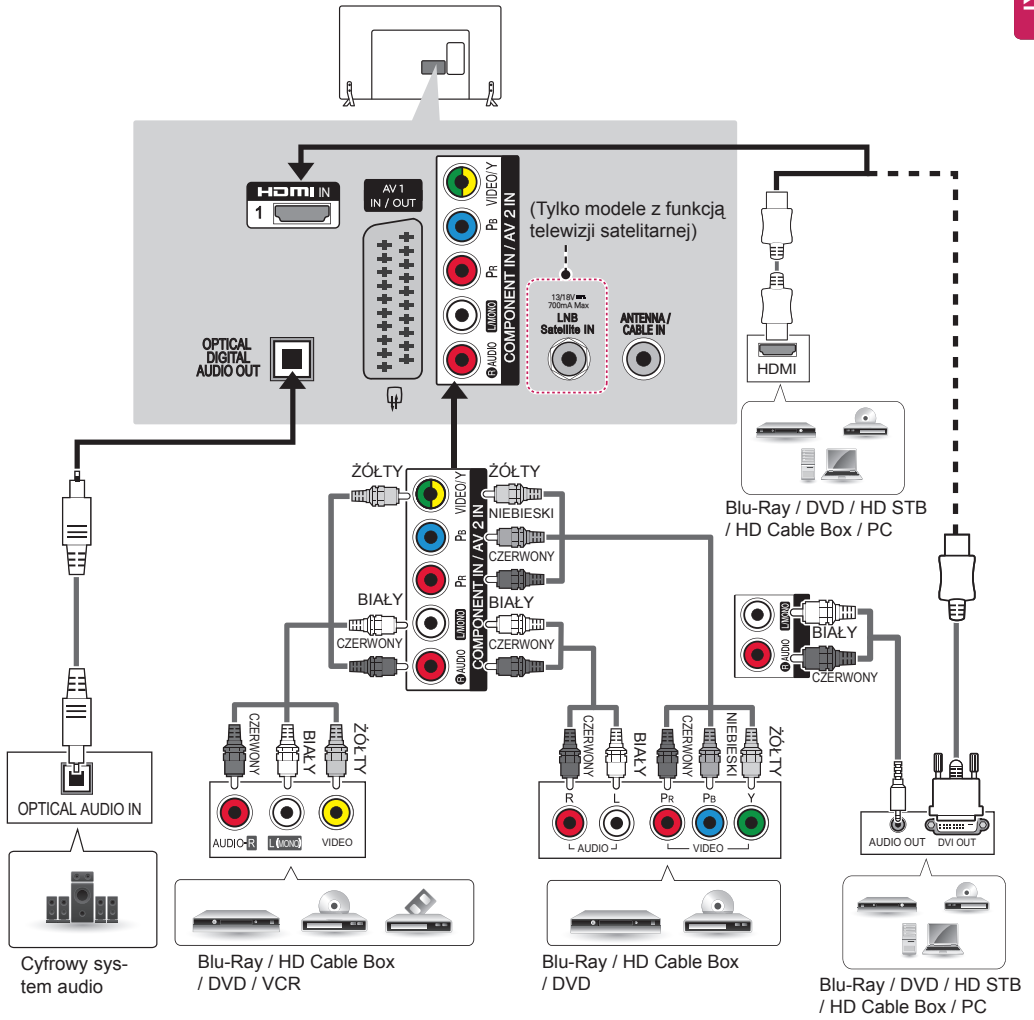 HDMI IN
1
AV 1
IN / OUT
VIDEO/Y
PB
PR
L/MONO
R AUDIO
COMPONENT IN / AV 2 IN
(Tylko modele z funkcją
telewizji satelitarnej)
13/18V
700mA Max
LNB
Satellite IN
ANTENNA /
CABLE IN
OPTICAL
DIGITAL
AUDIO OUT
HDMI
Blu-Ray / DVD / HD STB
/ HD Cable Box / PC
ŻÓŁTY
BIAŁY
CZERWONY
VIDEO/Y
PB
PR
L/MONO
R AUDIO
COMPONENT IN / AV 2 IN
ŻÓŁTY
NIEBIESKI
CZERWONY
BIAŁY
CZERWONY
L/MONO
R AUDIO
BIAŁY
CZERWONY
OPTICAL AUDIO IN
Cyfrowy sys-
tem audio
CZERWONY
BIAŁY
ŻÓŁTY
AUDIO-R
L(MONO)
VIDEO
Blu-Ray / HD Cable Box
/ DVD / VCR
CZERWONY
BIAŁY
CZERWONY
NIEBIESKI
ŻÓŁTY
R
L
PR
PB
Y
AUDIO
VIDEO
Blu-Ray / HD Cable Box
/ DVD
AUDIO OUT
DVI OUT
Blu-Ray / DVD / HD STB
/ HD Cable Box / PC